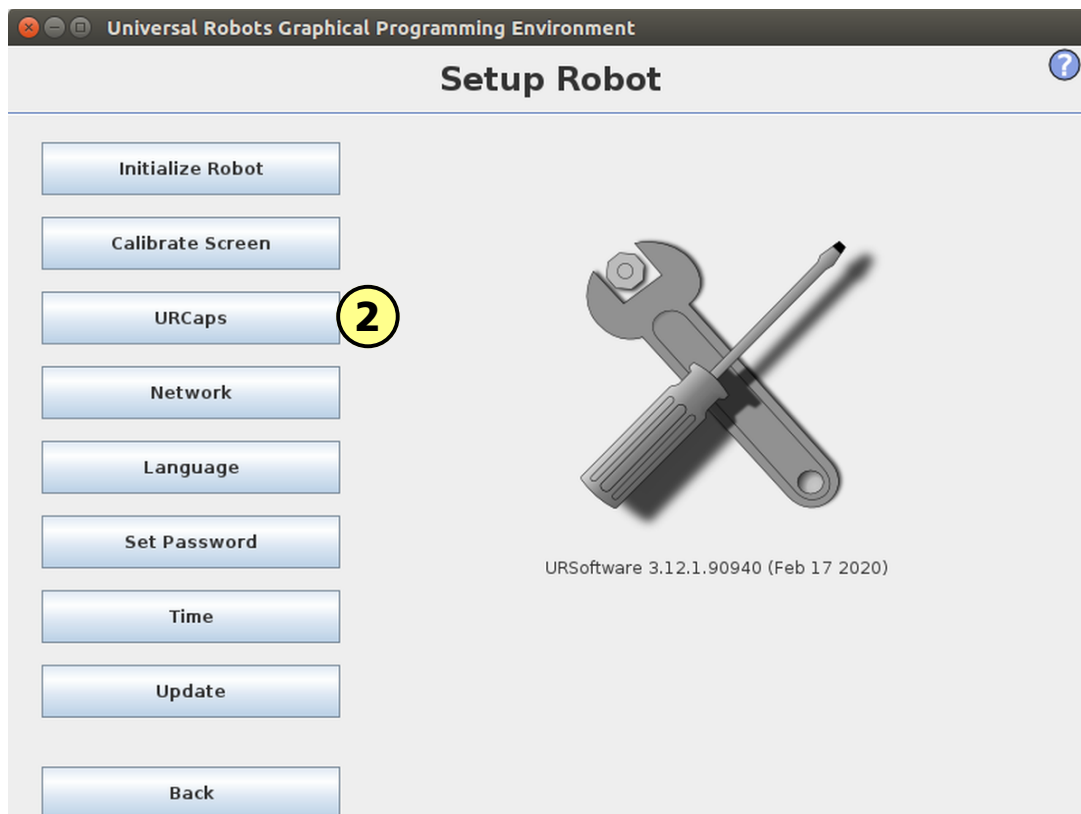 Universal Robots Graphical Programming Environment
Setup Robot
?
Initialize Robot
Calibrate Screen
URCaps
2
Network
Language
Set Password
Time
Update
URSoftware 3.12.1.90940 (Feb 17 2020)
Back